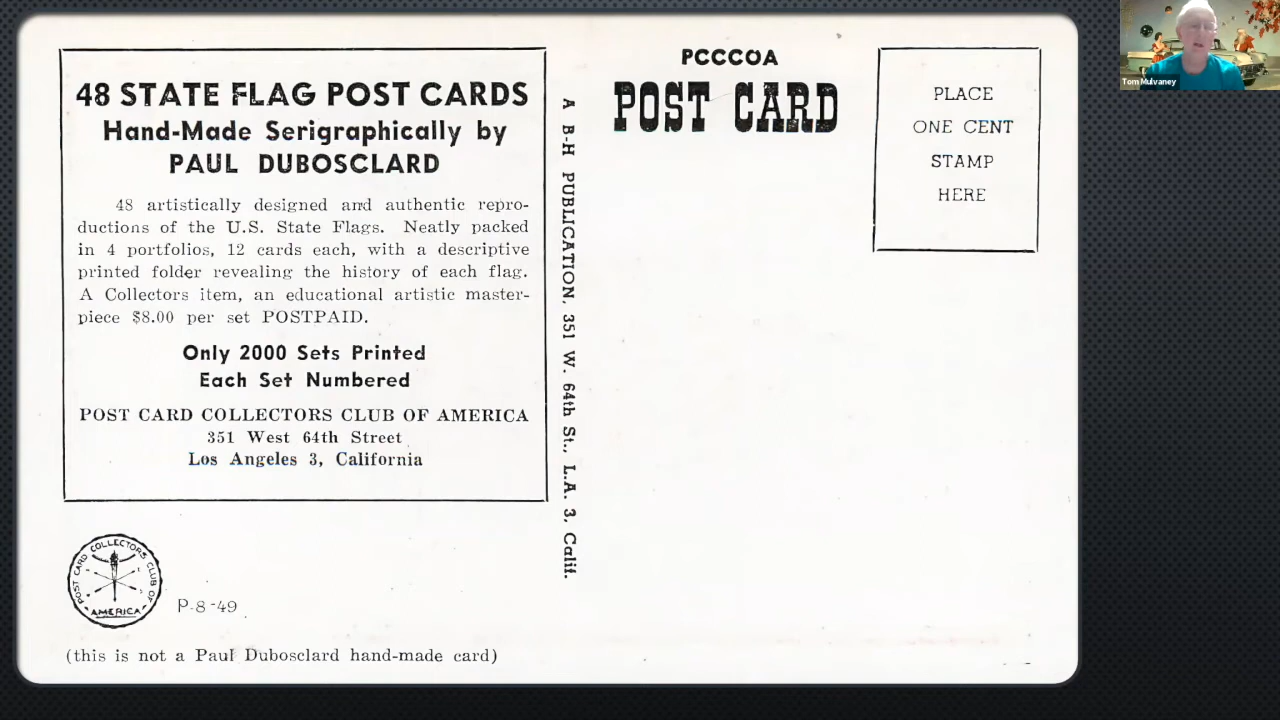 48 STATE FLAG POST CARDS
Hand-Made Serigraphically by
PAUL DUBOSCLARD
48 artistically designed and authentic repro-
ductions of the U.S. State Flags. Neatly packed
in 4 portfolios, 12 cards each, with a descriptive
printed folder revealing the history of each flag.
A Collectors item, an educational artistic master-
piece $8.00 per set POSTPAID.
Only 2000 Sets Printed
Each Set Numbered
POST CARD COLLECTORS CLUB OF AMERICA
351 West 64th Street
Los Angeles 3, California
POST CARD COLLECTORS CLUB OF
AMERICA
P-8-49
(this is not a Paul Dubosclard hand-made card)
A B-H PUBLICATION, 351 W. 64th St., L.A. 3, Calif.
PCCCOA
POST CARD
PLACE
ONE CENT
STAMP
HERE
Tom Mulvaney